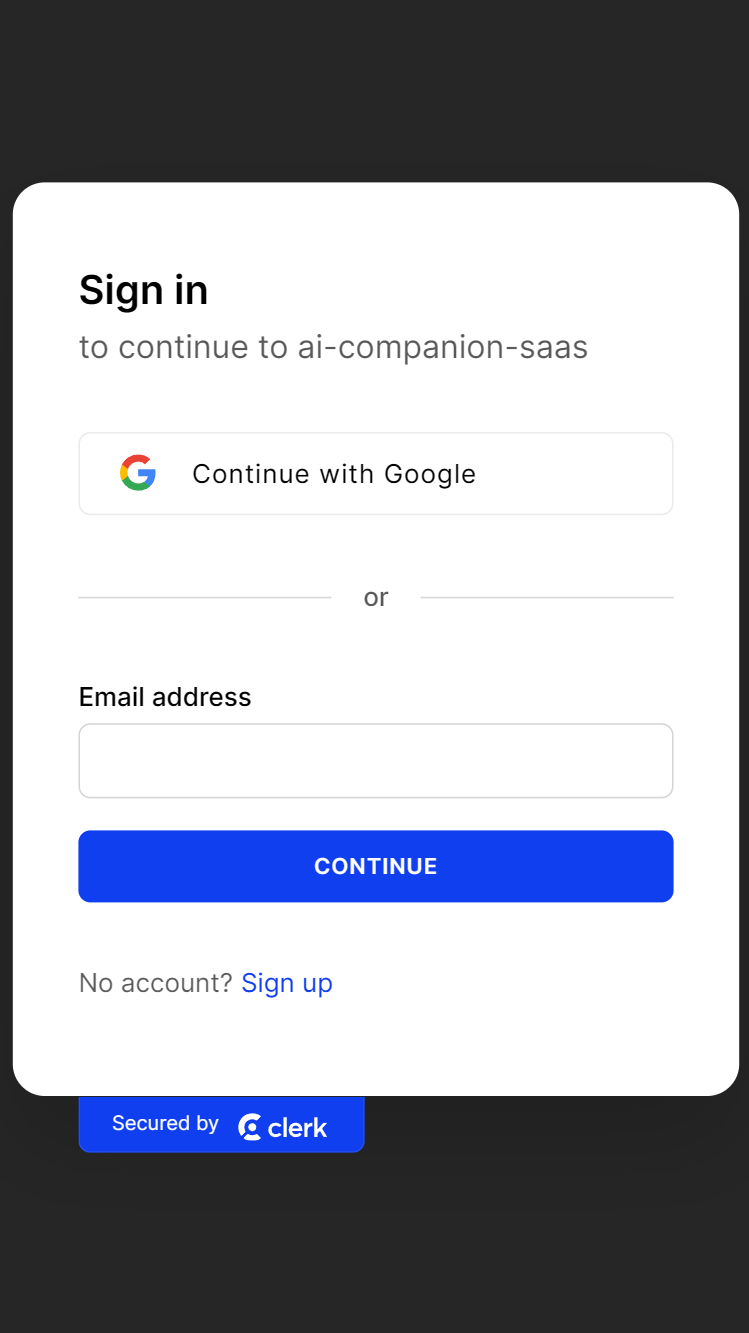 Sign in
to continue to ai-companion-saas
Continue with Google
or
Email address
CONTINUE
No account? Sign up
Secured by clerk